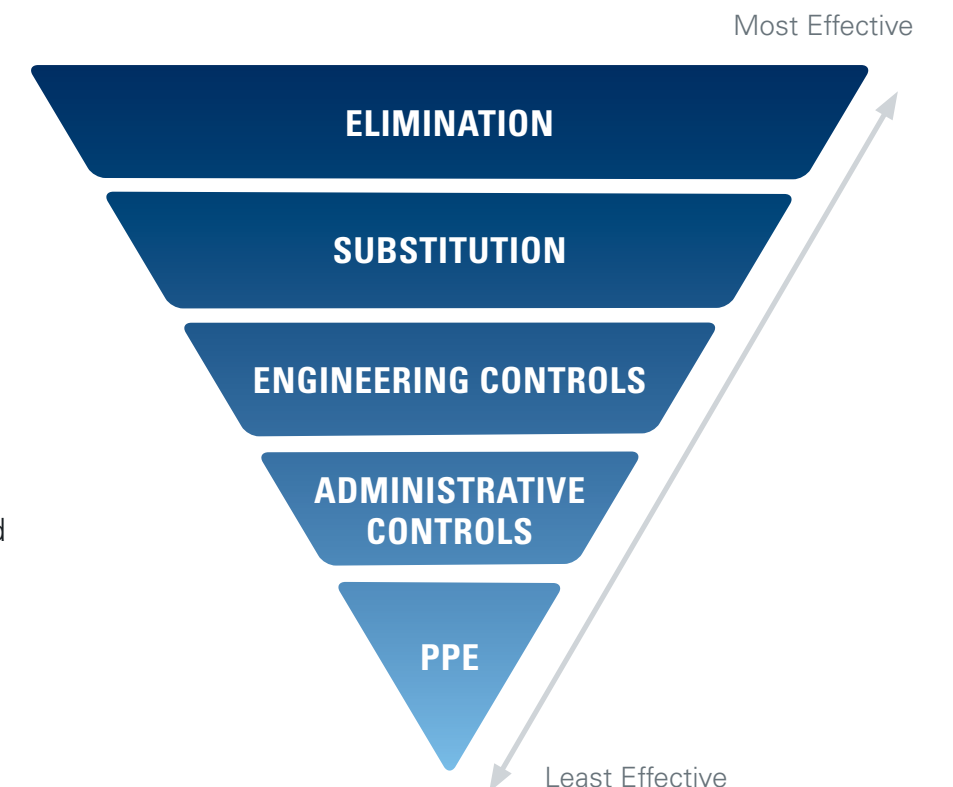 Most Effective
ELIMINATION
SUBSTITUTION
ENGINEERING CONTROLS
ADMINISTRATIVE
CONTROLS
PPE
Least Effective